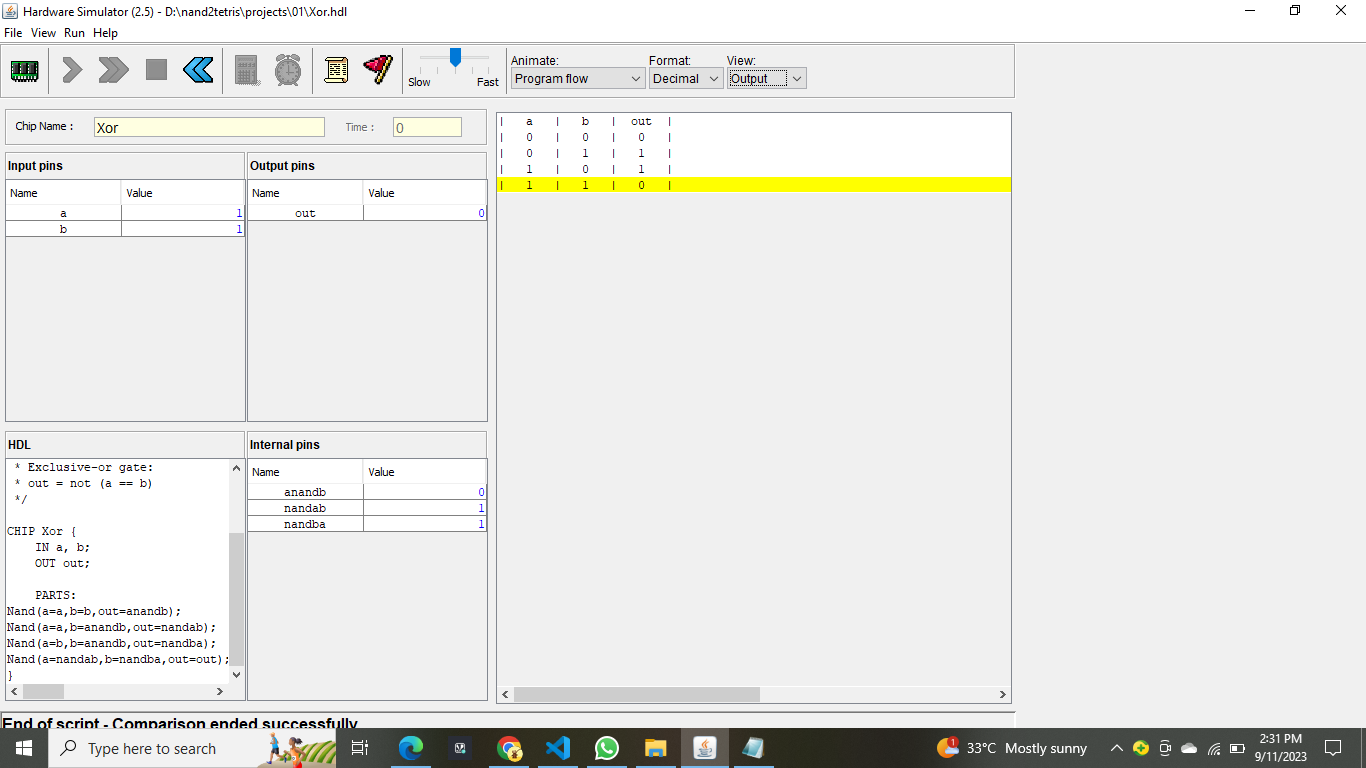 Hardware Simulator (2.5) - D:\nand2tetris\projects\01\Xor.hdl
File View Run Help
Slow Fast
Animate: Format: View:
Program flow Decimal Output
Chip Name : Xor Time : 0
Input pins
Name Value
a 1
b 1
Output pins
Name Value
out 0
HDL
* Exclusive-or gate:
* out = not (a == b)
*/
CHIP Xor {
IN a, b;
OUT out;
PARTS:
Nand(a=a,b=b,out=anandb);
Nand(a=a,b=anandb,out=nandab);
Nand(a=b,b=anandb,out=nandba);
Nand(a=nandab,b=nandba,out=out);
}
Internal pins
Name Value
anandb 0
nandab 1
nandba 1
| a | b | out |
| 0 | 0 | 0 |
| 0 | 1 | 1 |
| 1 | 0 | 1 |
| 1 | 1 | 0 |
End of script - Comparison ended successfully
Type here to search
1
33°C Mostly sunny
2:31 PM
9/11/2023